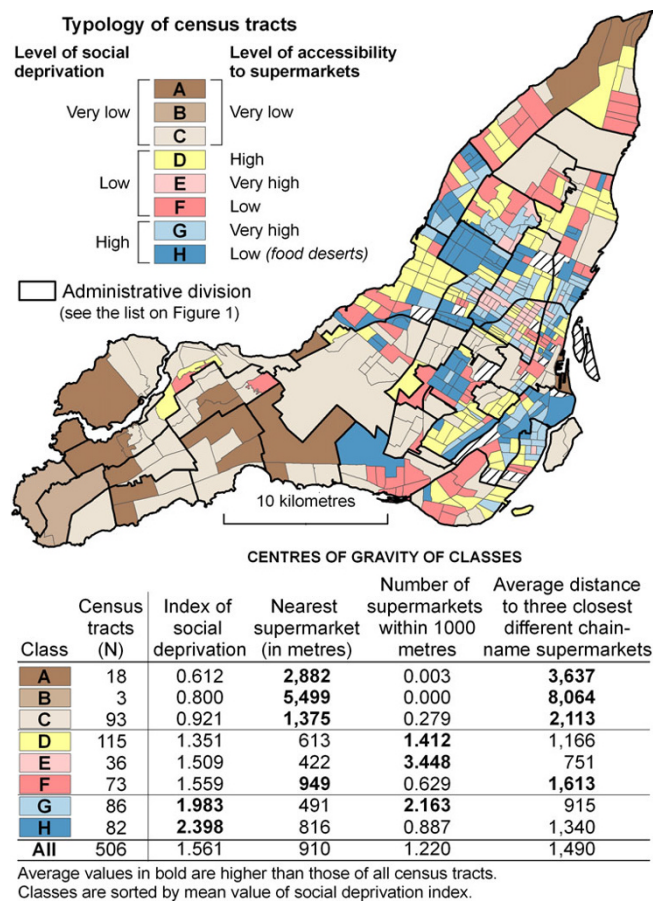 Typology of census tracts
Level of social deprivation
Level of accessibility to supermarkets
Very low
A
B
C
Very low
Low
D
High
E
Very high
F
Low
High
G
Very high
H
Low (food deserts)
Administrative division
(see the list on Figure 1)
10 kilometres
CENTRES OF GRAVITY OF CLASSES
Class
Census tracts (N)
Index of social deprivation
Nearest supermarket (in metres)
Number of supermarkets within 1000 metres
Average distance to three closest different chain-name supermarkets
A 18 0.612 2,882 0.003 3,637
B 3 0.800 5,499 0.000 8,064
C 93 0.921 1,375 0.279 2,113
D 115 1.351 613 1.412 1,166
E 36 1.509 422 3.448 751
F 73 1.559 949 0.629 1,613
G 86 1.983 491 2.163 915
H 82 2.398 816 0.887 1,340
All 506 1.561 910 1.220 1,490
Average values in bold are higher than those of all census tracts.
Classes are sorted by mean value of social deprivation index.